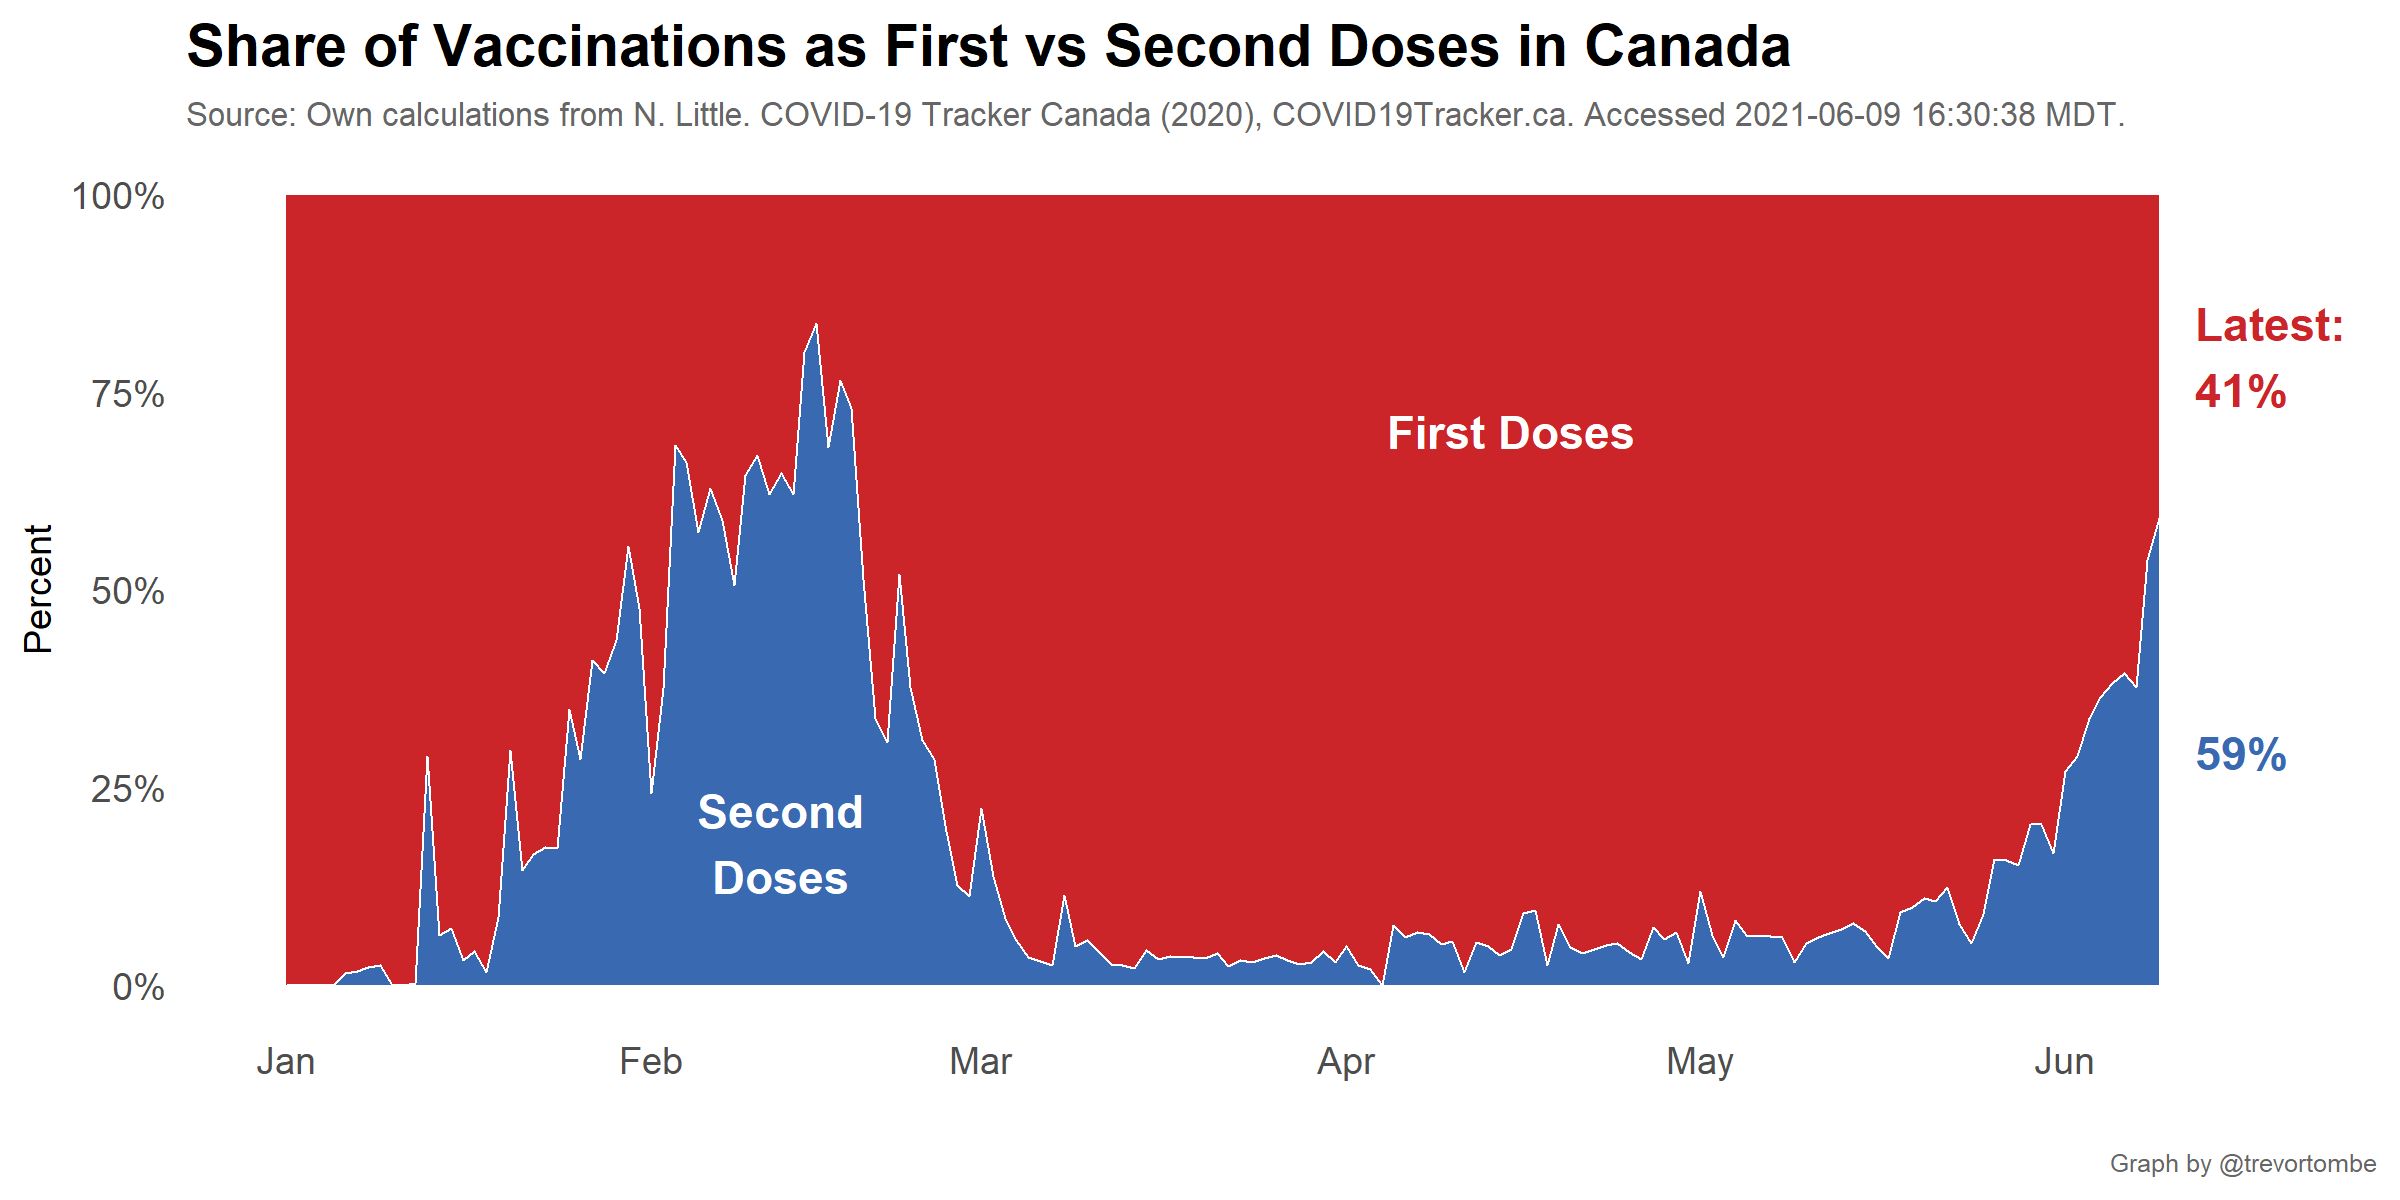 Share of Vaccinations as First vs Second Doses in Canada
Source: Own calculations from N. Little. COVID-19 Tracker Canada (2020), COVID19Tracker.ca. Accessed 2021-06-09 16:30:38 MDT.
Percent
100%
75%
50%
25%
0%
First Doses
Second
Doses
Latest:
41%
59%
Jan
Feb
Mar
Apr
May
Jun
Graph by @trevortombe